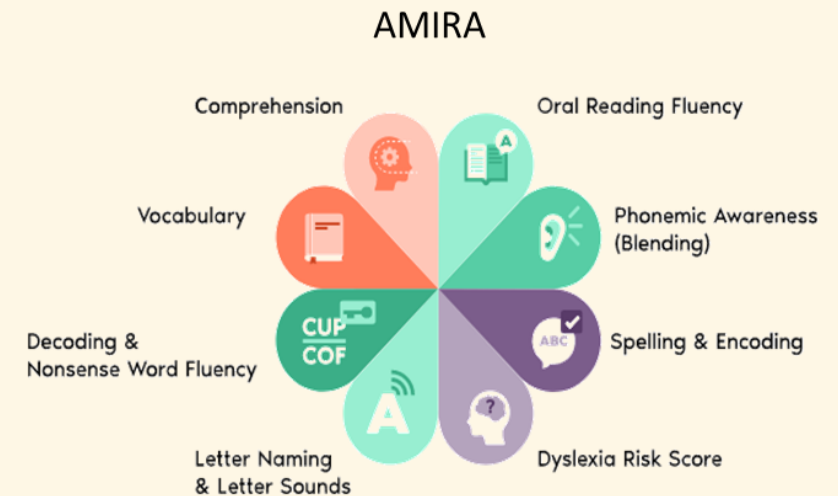 AMIRA
Comprehension
Oral Reading Fluency
A
Vocabulary
Phonemic Awareness
(Blending)
CUP
COF
Decoding &
Nonsense Word Fluency
ABC
Spelling & Encoding
A
?
Letter Naming
& Letter Sounds
Dyslexia Risk Score